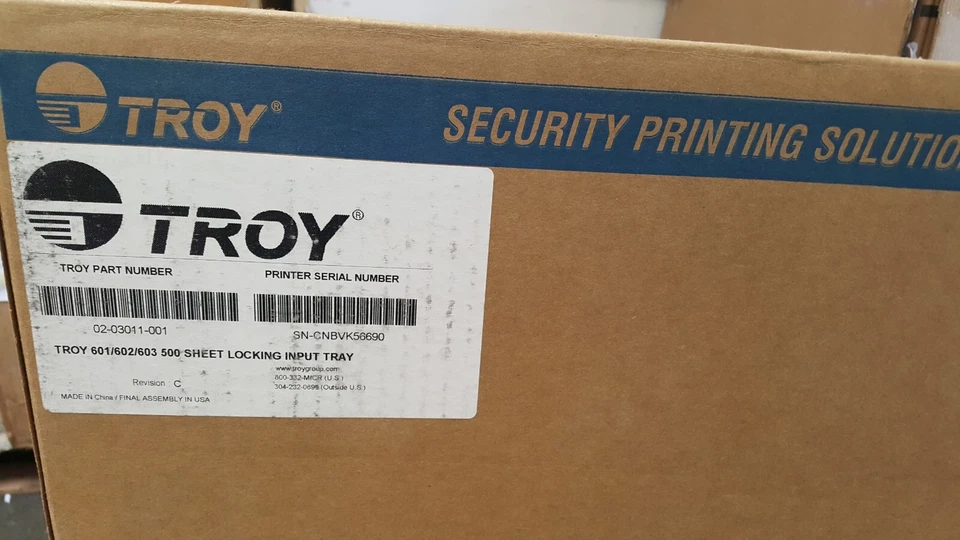 TROY®
SECURITY PRINTING SOLUTIO
TROY®
TROY PART NUMBER
PRINTER SERIAL NUMBER
02-03011-001
SN-CNBVK56690
TROY 601/602/603 500 SHEET LOCKING INPUT TRAY
www.troygroup.com
800-332-MICR (U.S.)
304-232-0899 (Outside U.S.)
Revision C
MADE IN China / FINAL ASSEMBLY IN USA